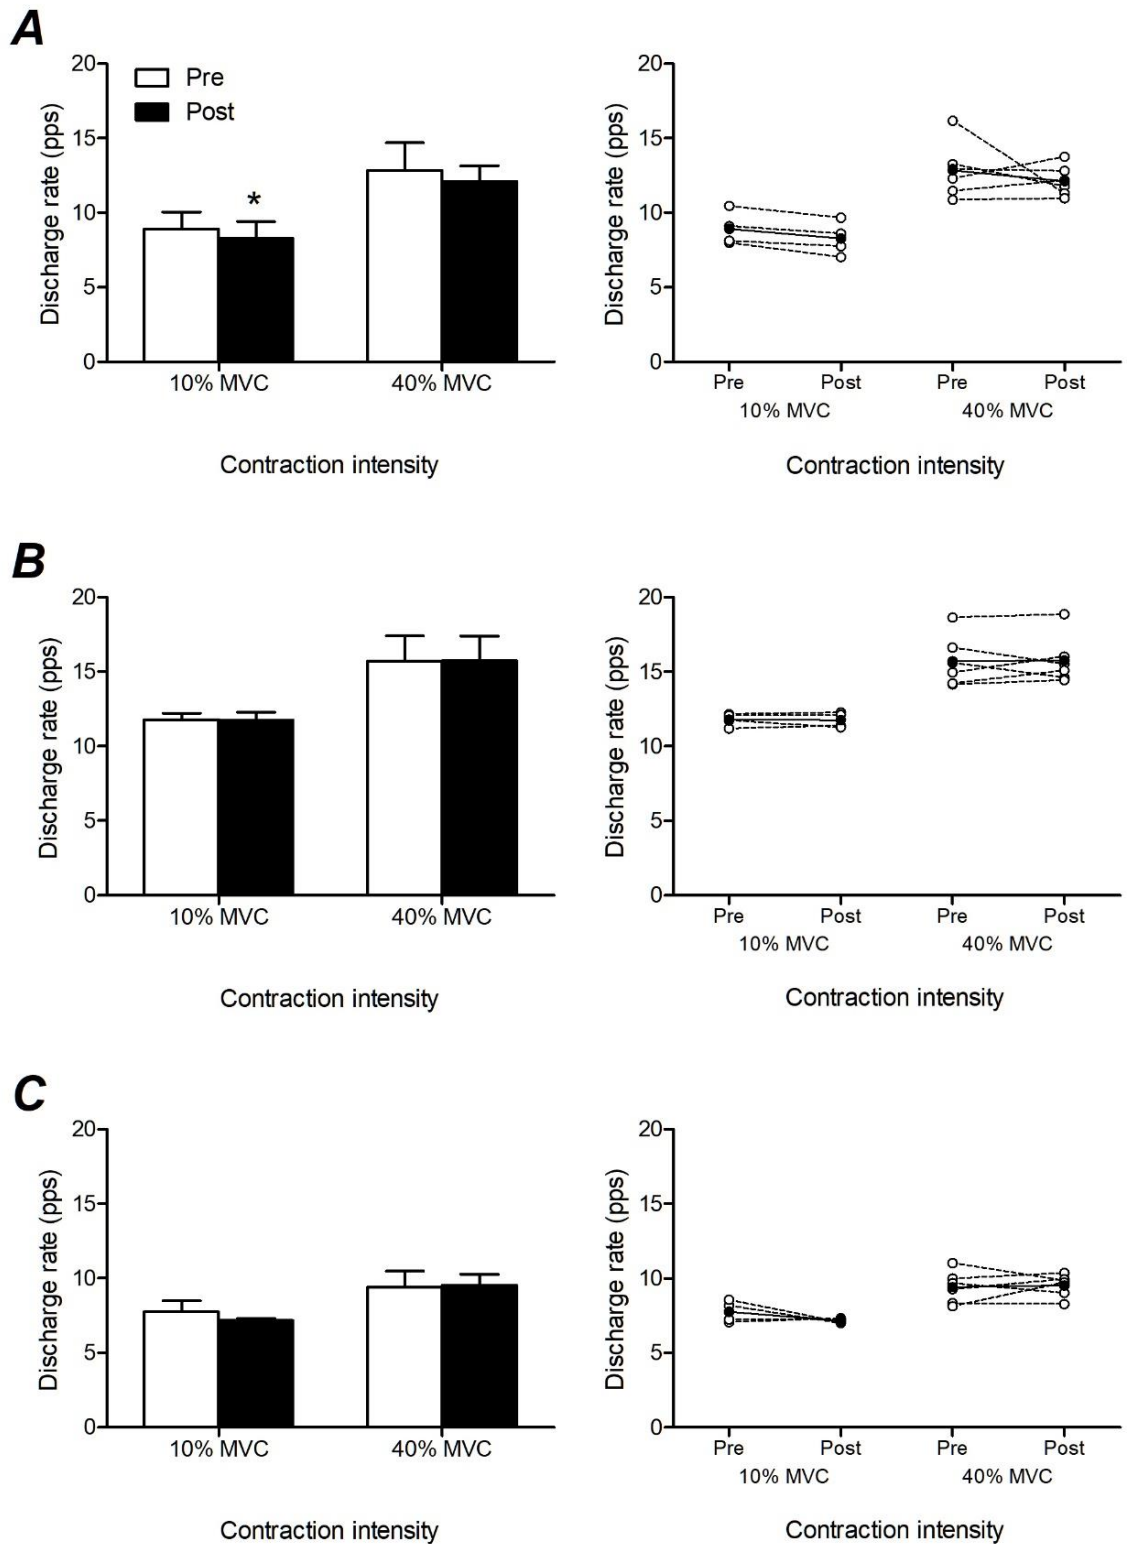 A
Discharge rate (pps)
20
15
10
5
0
Pre
Post
*
10% MVC 40% MVC
Contraction intensity
Discharge rate (pps)
20
15
10
5
0
Pre Post Pre Post
10% MVC 40% MVC
Contraction intensity
B
Discharge rate (pps)
20
15
10
5
0
10% MVC 40% MVC
Contraction intensity
Discharge rate (pps)
20
15
10
5
0
Pre Post Pre Post
10% MVC 40% MVC
Contraction intensity
C
Discharge rate (pps)
20
15
10
5
0
10% MVC 40% MVC
Contraction intensity
Discharge rate (pps)
20
15
10
5
0
Pre Post Pre Post
10% MVC 40% MVC
Contraction intensity